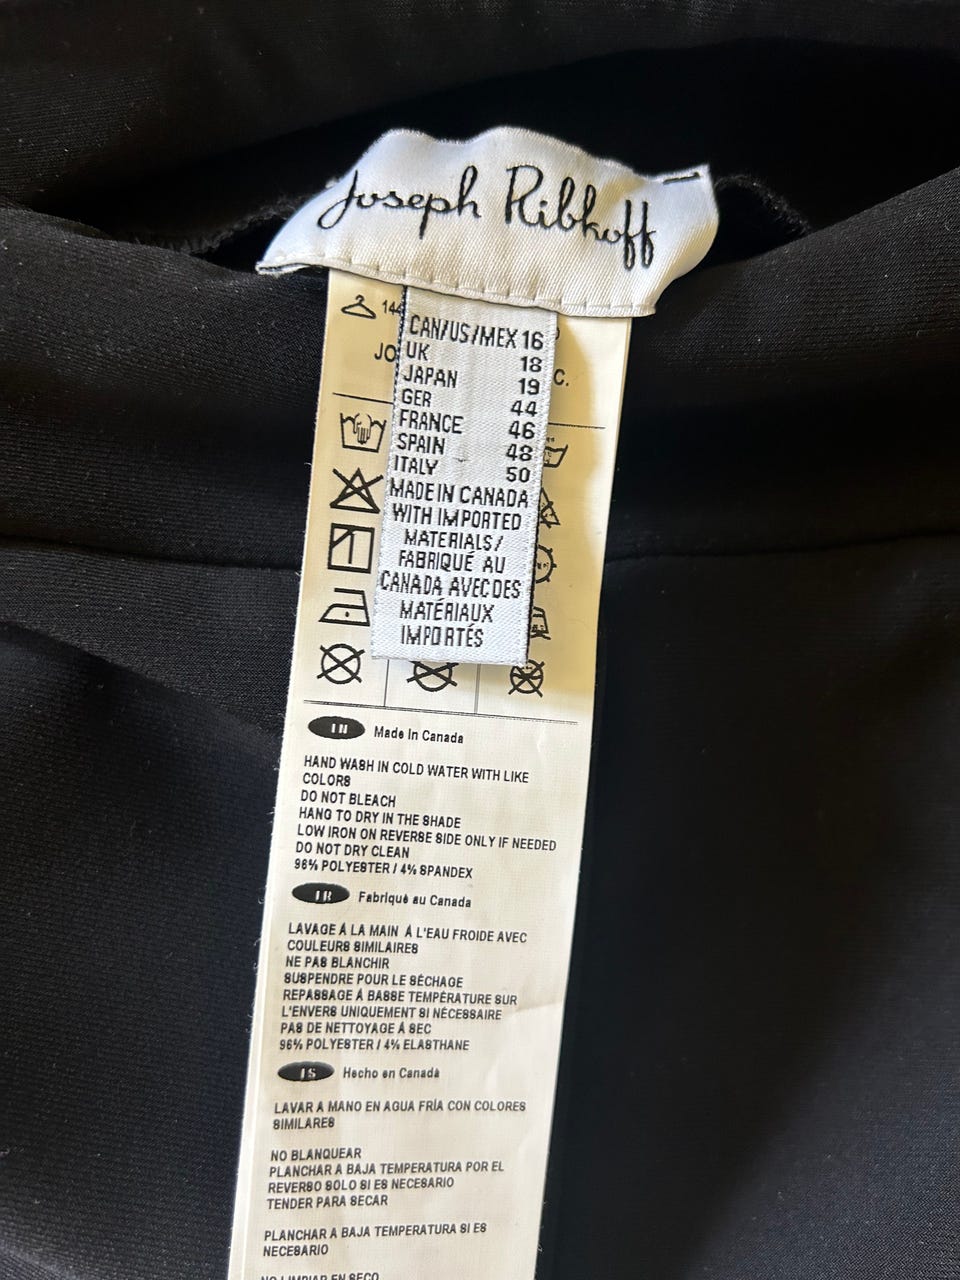 Joseph Ribkoff
144
JO
C.
CAN/US/MEX 16
UK 18
JAPAN 19
GER 44
FRANCE 46
SPAIN 48
ITALY 50
MADE IN CANADA
WITH IMPORTED
MATERIALS/
FABRIQUÉ AU
CANADA AVEC DES
MATÉRIAUX
IMPORTÉS
EN Made In Canada
HAND WASH IN COLD WATER WITH LIKE
COLORS
DO NOT BLEACH
HANG TO DRY IN THE SHADE
LOW IRON ON REVERSE SIDE ONLY IF NEEDED
DO NOT DRY CLEAN
96% POLYESTER / 4% SPANDEX
FR Fabriqué au Canada
LAVAGE À LA MAIN À L'EAU FROIDE AVEC
COULEURS SIMILAIRES
NE PAS BLANCHIR
SUSPENDRE POUR LE SÉCHAGE
REPASSAGE À BASSE TEMPÉRATURE SUR
L'ENVERS UNIQUEMENT SI NÉCESSAIRE
PAS DE NETTOYAGE À SEC
96% POLYESTER / 4% ELASTHANE
ES Hecho en Canadá
LAVAR A MANO EN AGUA FRÍA CON COLORES
SIMILARES
NO BLANQUEAR
PLANCHAR A BAJA TEMPERATURA POR EL
REVERSO SOLO SI ES NECESARIO
TENDER PARA SECAR
PLANCHAR A BAJA TEMPERATURA SI ES
NECESARIO
NO LIMPIAR EN SECO